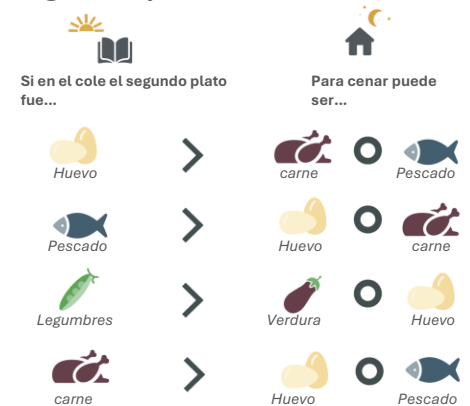 Si en el cole el segundo plato
fue...
Para cenar puede
ser...
Huevo
carne
Pescado
Pescado
Huevo
carne
Legumbres
Verdura
Huevo
carne
Huevo
Pescado